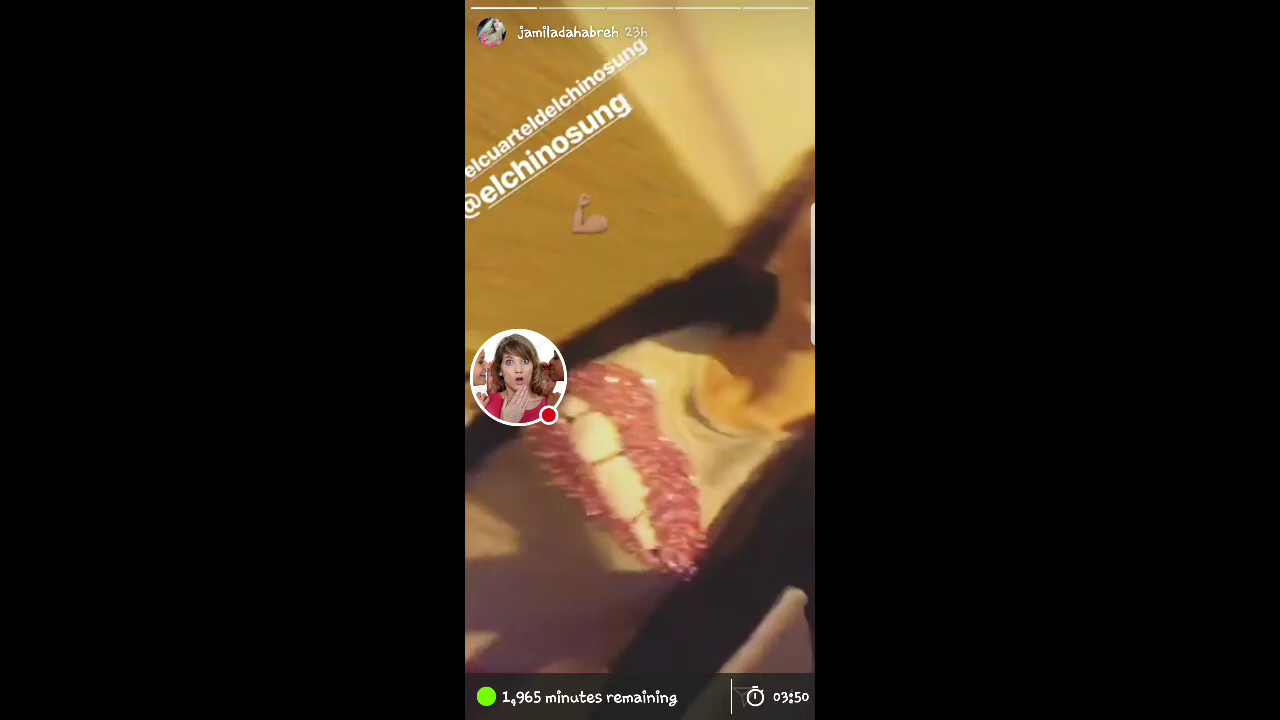 jamiladahabreh 23h
elcuarteldelchinosung
@elchinosung
1,965 minutes remaining
03:50